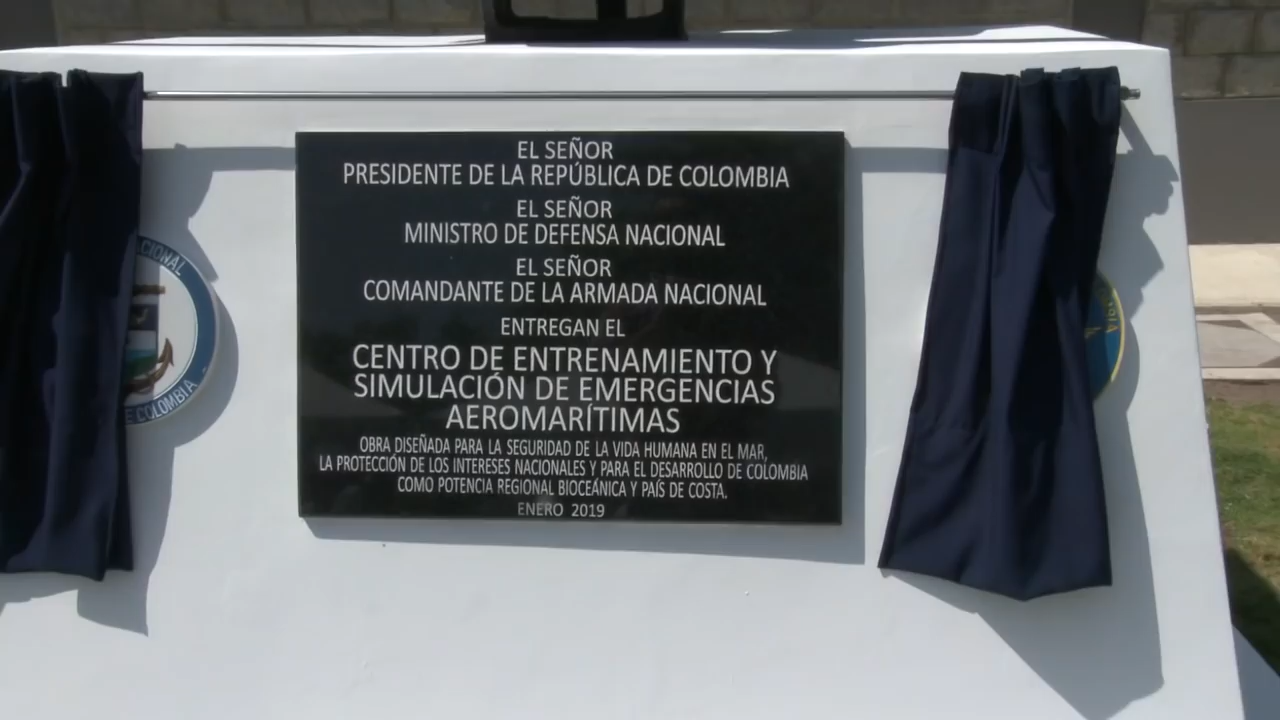 EL SEÑOR
PRESIDENTE DE LA REPÚBLICA DE COLOMBIA
EL SEÑOR
MINISTRO DE DEFENSA NACIONAL
EL SEÑOR
COMANDANTE DE LA ARMADA NACIONAL
ENTREGAN EL
CENTRO DE ENTRENAMIENTO Y
SIMULACIÓN DE EMERGENCIAS
AEROMARÍTIMAS
OBRA DISEÑADA PARA LA SEGURIDAD DE LA VIDA HUMANA EN EL MAR,
LA PROTECCIÓN DE LOS INTERESES NACIONALES Y PARA EL DESARROLLO DE COLOMBIA
COMO POTENCIA REGIONAL BIOCEÁNICA Y PAÍS DE COSTA.
ENERO 2019
CIONAL
E COLOMBIA